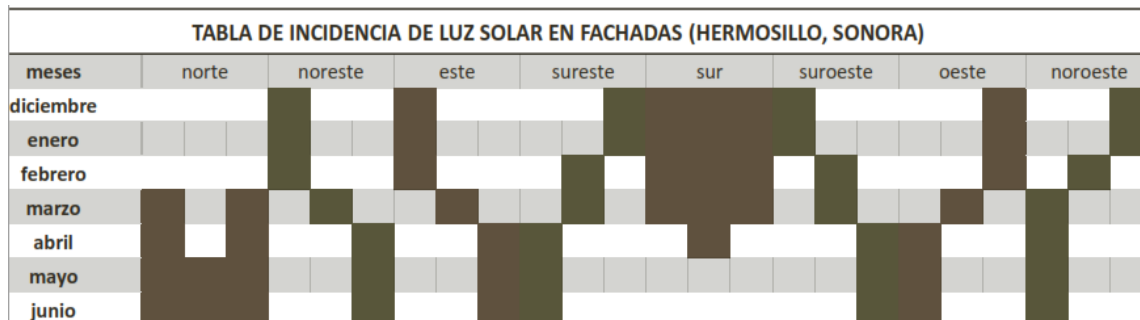 TABLA DE INCIDENCIA DE LUZ SOLAR EN FACHADAS (HERMOSILLO, SONORA)
meses norte noreste este sureste sur suroeste oeste noroeste
diciembre
enero
febrero
marzo
abril
mayo
junio